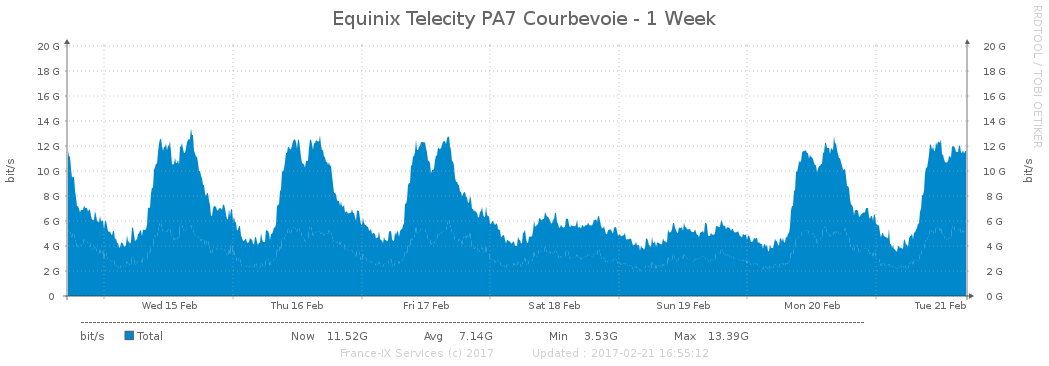 Equinix Telecity PA7 Courbevoie - 1 Week
RRDTOOL / TOBI OETIKER
bit/s
bit/s
20 G 20 G
18 G 18 G
16 G 16 G
14 G 14 G
12 G 12 G
10 G 10 G
8 G 8 G
6 G 6 G
4 G 4 G
2 G 2 G
0 0 G
Wed 15 Feb Thu 16 Feb Fri 17 Feb Sat 18 Feb Sun 19 Feb Mon 20 Feb Tue 21 Feb
bit/s Total Now 11.52G Avg 7.14G Min 3.53G Max 13.39G
France-IX Services (c) 2017 Updated : 2017-02-21 16:55:12